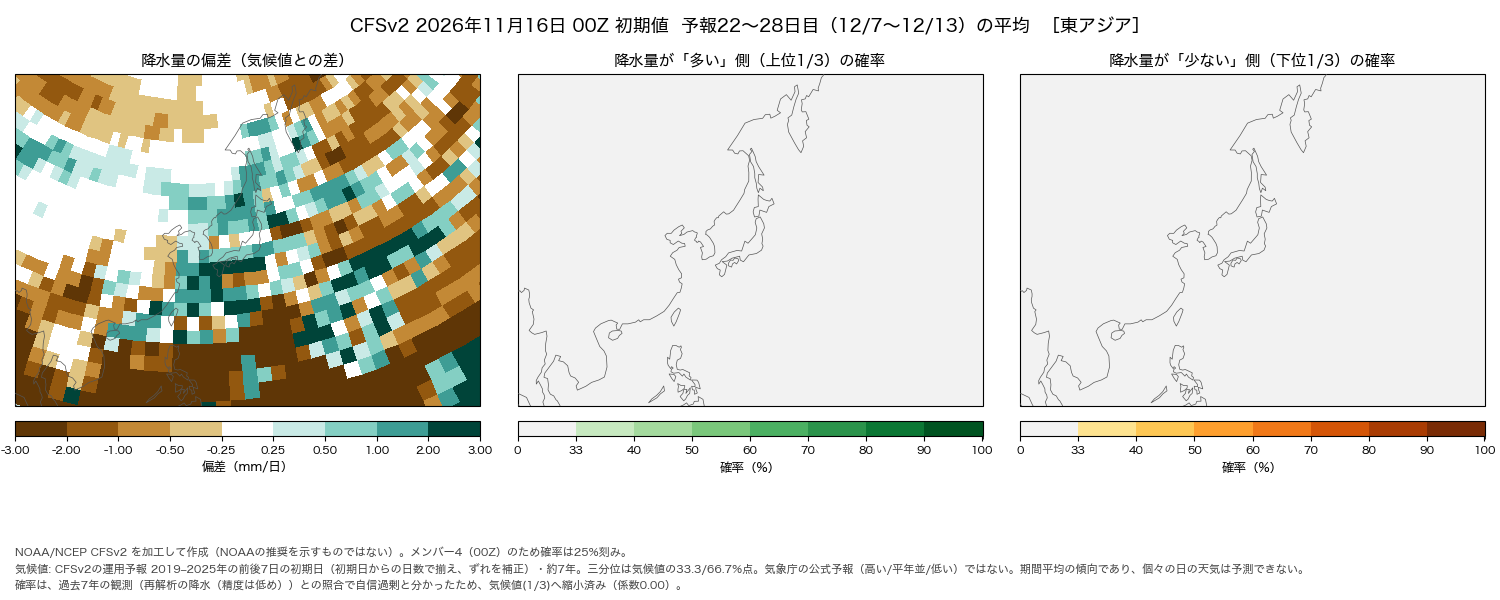 CFSv2 2026年11月16日 00Z 初期値 予報22～28日目（12/7～12/13）の平均 ［東アジア］
降水量の偏差（気候値との差）
降水量が「多い」側（上位1/3）の確率
降水量が「少ない」側（下位1/3）の確率
-3.00 -2.00 -1.00 -0.50 -0.25 0.25 0.50 1.00 2.00 3.00
偏差（mm/日）
0 33 40 50 60 70 80 90 100
確率（%）
0 33 40 50 60 70 80 90 100
確率（%）
NOAA/NCEP CFSv2 を加工して作成（NOAAの推奨を示すものではない）。メンバー4（00Z）のため確率は25%刻み。
気候値: CFSv2の運用予報 2019–2025年の前後7日の初期日（初期日からの日数で揃え、ずれを補正）・約7年。三分位は気候値の33.3/66.7%点。気象庁の公式予報（高い/平年並/低い）ではない。期間平均の傾向であり、個々の日の天気は予測できない。
確率は、過去7年の観測（再解析の降水（精度は低め））との照合で自信過剰と分かったため、気候値(1/3)へ縮小済み（係数0.00）。